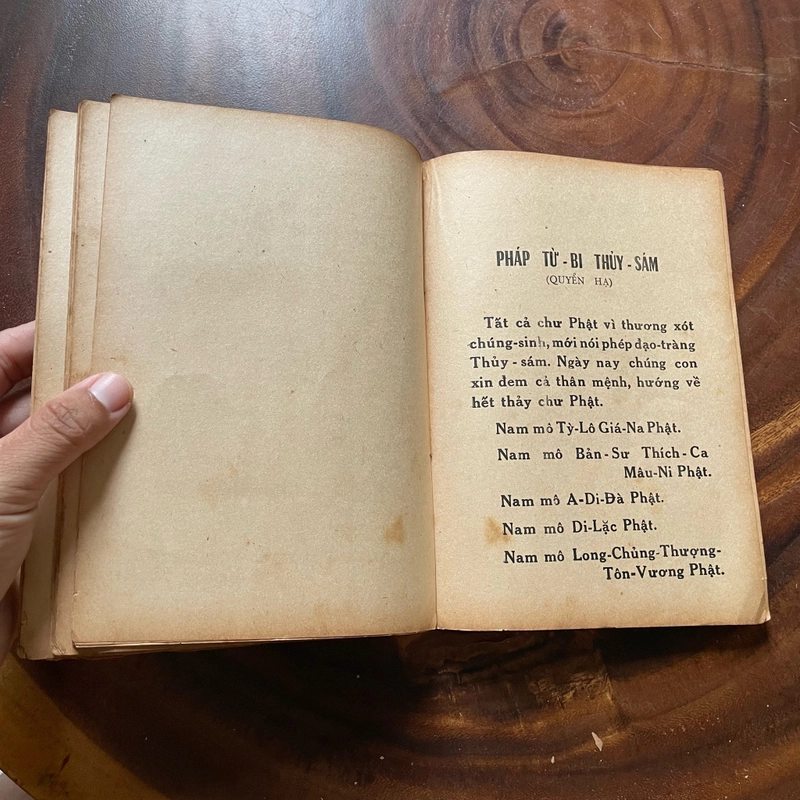 PHÁP TỪ-BI THỦY-SÁM
(QUYỂN HẠ)
Tất cả chư Phật vì thương xót
chúng-sinh, mới nói phép đạo-tràng
Thủy-sám. Ngày nay chúng con
xin đem cả thân mệnh, hướng về
hết thảy chư Phật.
Nam mô Tỳ-Lô Giá-Na Phật.
Nam mô Bản-Sư Thích-Ca
Mâu-Ni Phật.
Nam mô A-Di-Đà Phật.
Nam mô Di-Lặc Phật.
Nam mô Long-Chủng-Thượng-
Tôn-Vương Phật.